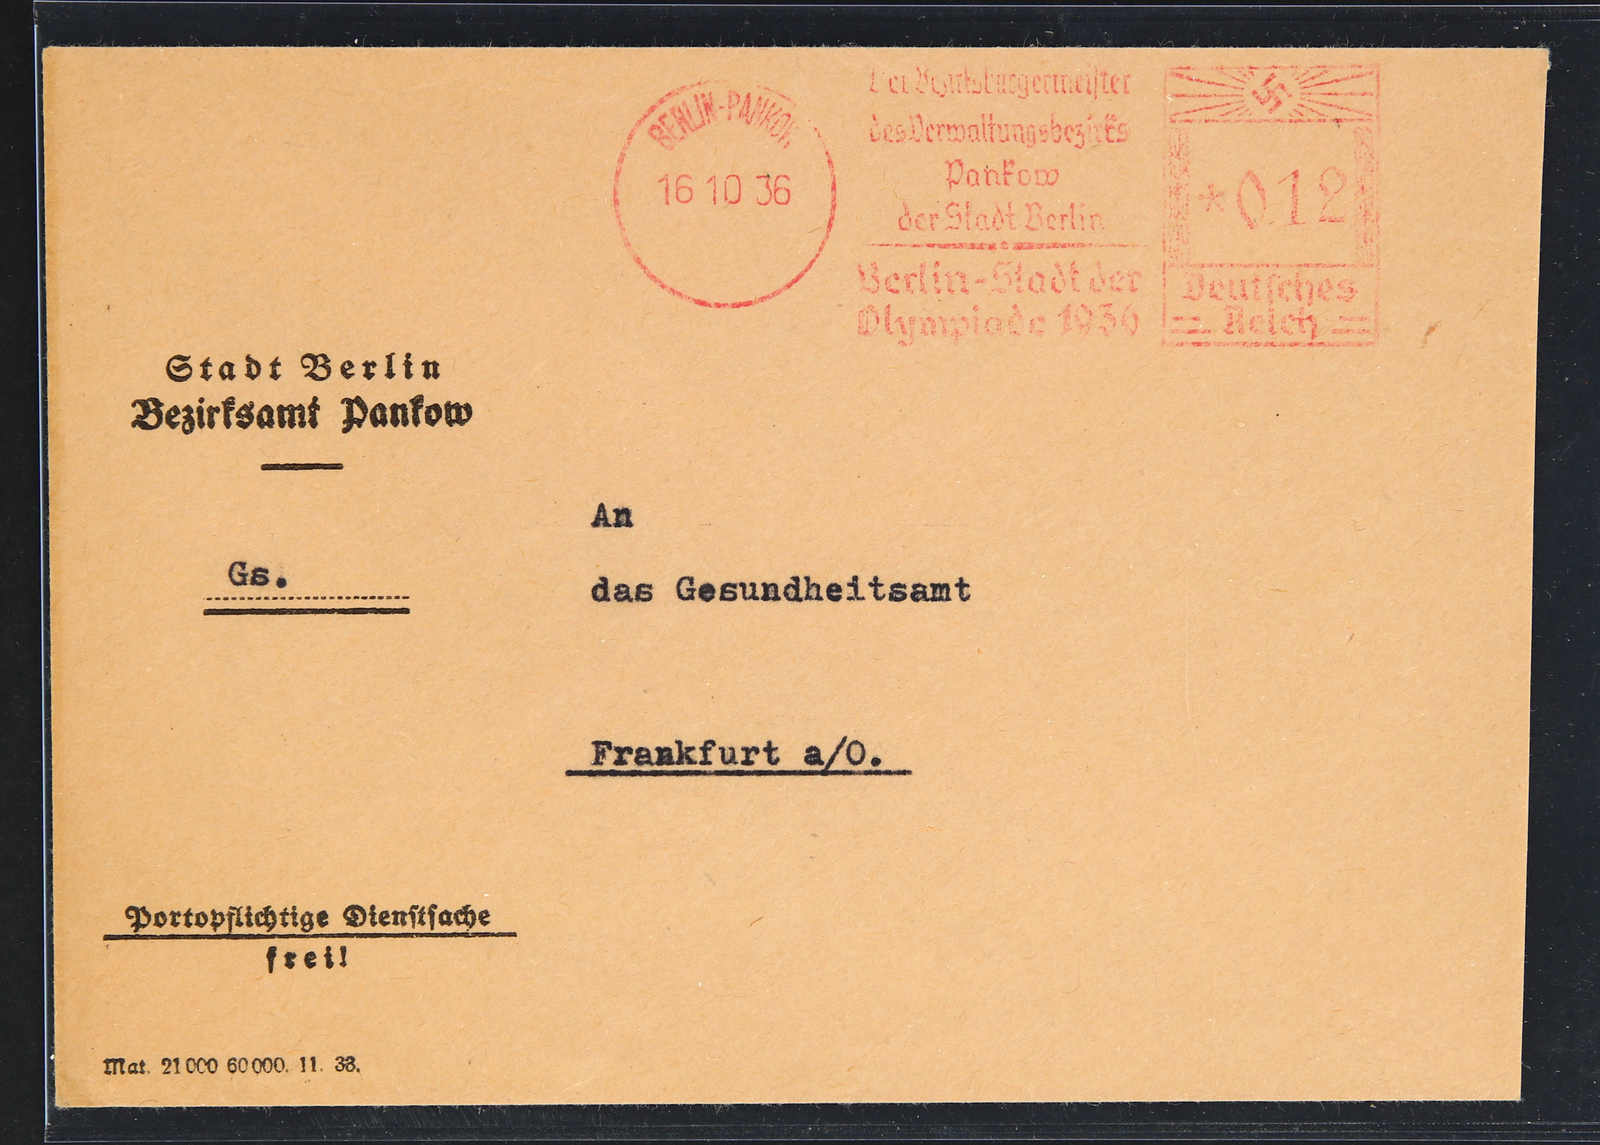 BERLIN-PANKOW
16 10 36
Der Bezirksbürgermeister
des Verwaltungsbezirks
Pankow
der Stadt Berlin
Berlin-Stadt der
Olympiade 1936
*012
Deutsches
Reich
Stadt Berlin
Bezirksamt Pankow
Gs.
An
das Gesundheitsamt
Frankfurt a/O.
Portopflichtige Dienstsache
frei!
Mat. 21000 60000. 11. 33.